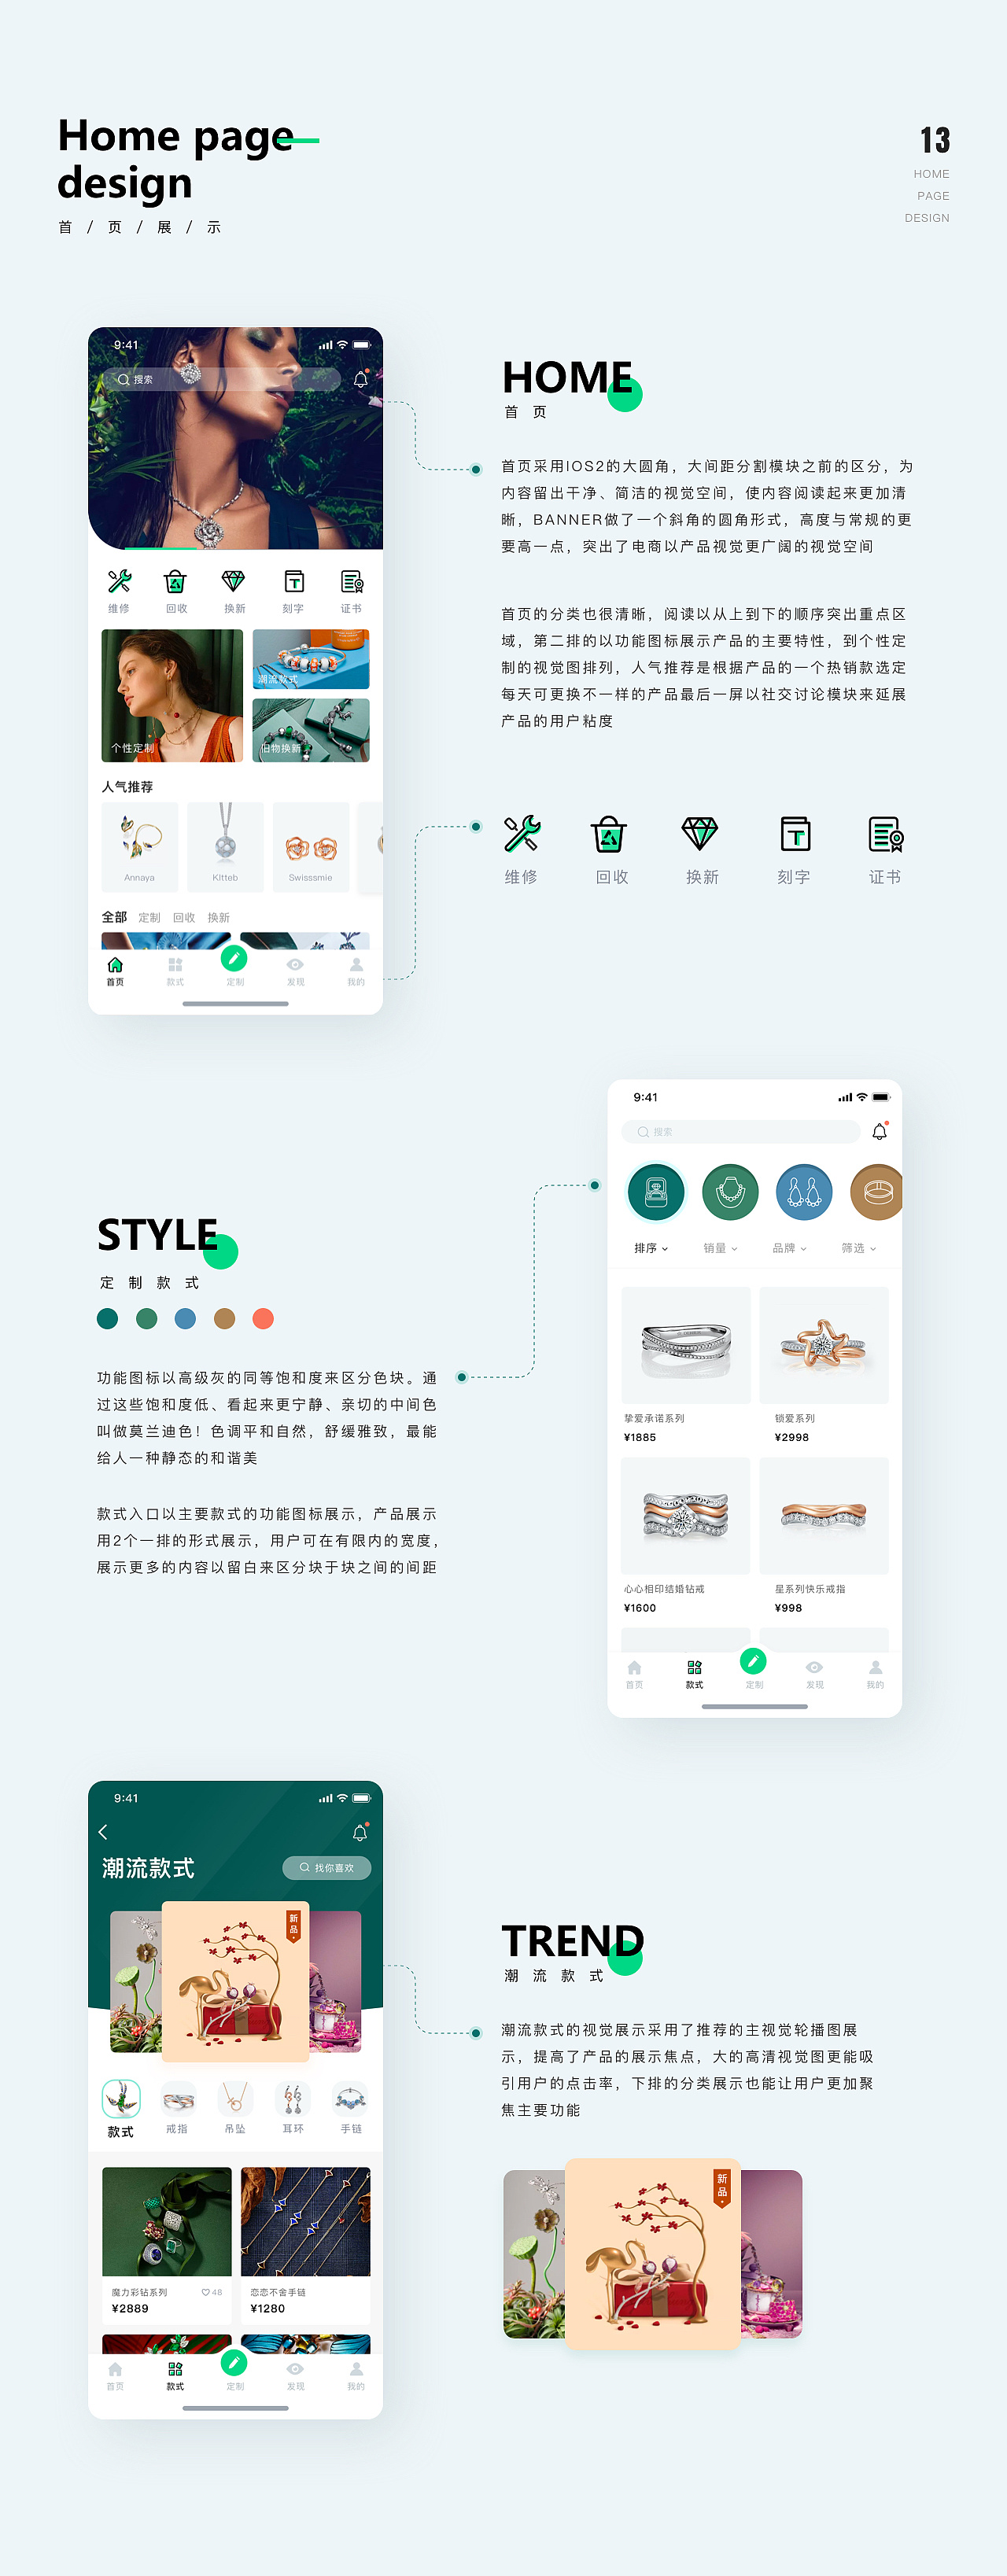 Home page
design
首 / 页 / 展 / 示
13
HOME
PAGE
DESIGN
9:41
搜索
维修 回收 换新 刻字 证书
个性定制
潮流款式
旧物换新
人气推荐
Annaya Kltteb Swisssmie
全部 定制 回收 换新
首页 款式 定制 发现 我的
HOME
首 页
首页采用IOS2的大圆角，大间距分割模块之前的区分，为
内容留出干净、简洁的视觉空间，使内容阅读起来更加清
晰，BANNER做了一个斜角的圆角形式，高度与常规的更
要高一点，突出了电商以产品视觉更广阔的视觉空间
首页的分类也很清晰，阅读以从上到下的顺序突出重点区
域，第二排的以功能图标展示产品的主要特性，到个性定
制的视觉图排列，人气推荐是根据产品的一个热销款选定
每天可更换不一样的产品最后一屏以社交讨论模块来延展
产品的用户粘度
维修 回收 换新 刻字 证书
STYLE
定 制 款 式
功能图标以高级灰的同等饱和度来区分色块。通
过这些饱和度低、看起来更宁静、亲切的中间色
叫做莫兰迪色！色调平和自然，舒缓雅致，最能
给人一种静态的和谐美
款式入口以主要款式的功能图标展示，产品展示
用2个一排的形式展示，用户可在有限内的宽度，
展示更多的内容以留白来区分块于块之间的间距
9:41
搜索
排序 销量 品牌 筛选
挚爱承诺系列 锁爱系列
¥1885 ¥2998
心心相印结婚钻戒 星系列快乐戒指
¥1600 ¥998
首页 款式 定制 发现 我的
9:41
潮流款式
找你喜欢
新品
款式 戒指 吊坠 耳环 手链
魔力彩钻系列 48 恋恋不舍手链
¥2889 ¥1280
首页 款式 定制 发现 我的
TREND
潮 流 款 式
潮流款式的视觉展示采用了推荐的主视觉轮播图展
示，提高了产品的展示焦点，大的高清视觉图更能吸
引用户的点击率，下排的分类展示也能让用户更加聚
焦主要功能
新品